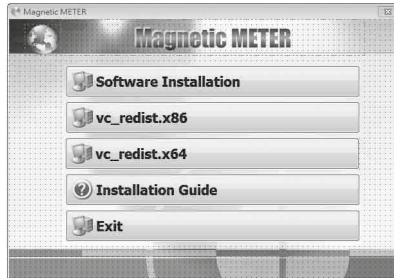 Magnetic METER
Magnetic METER
Software Installation
vc_redist.x86
vc_redist.x64
Installation Guide
Exit